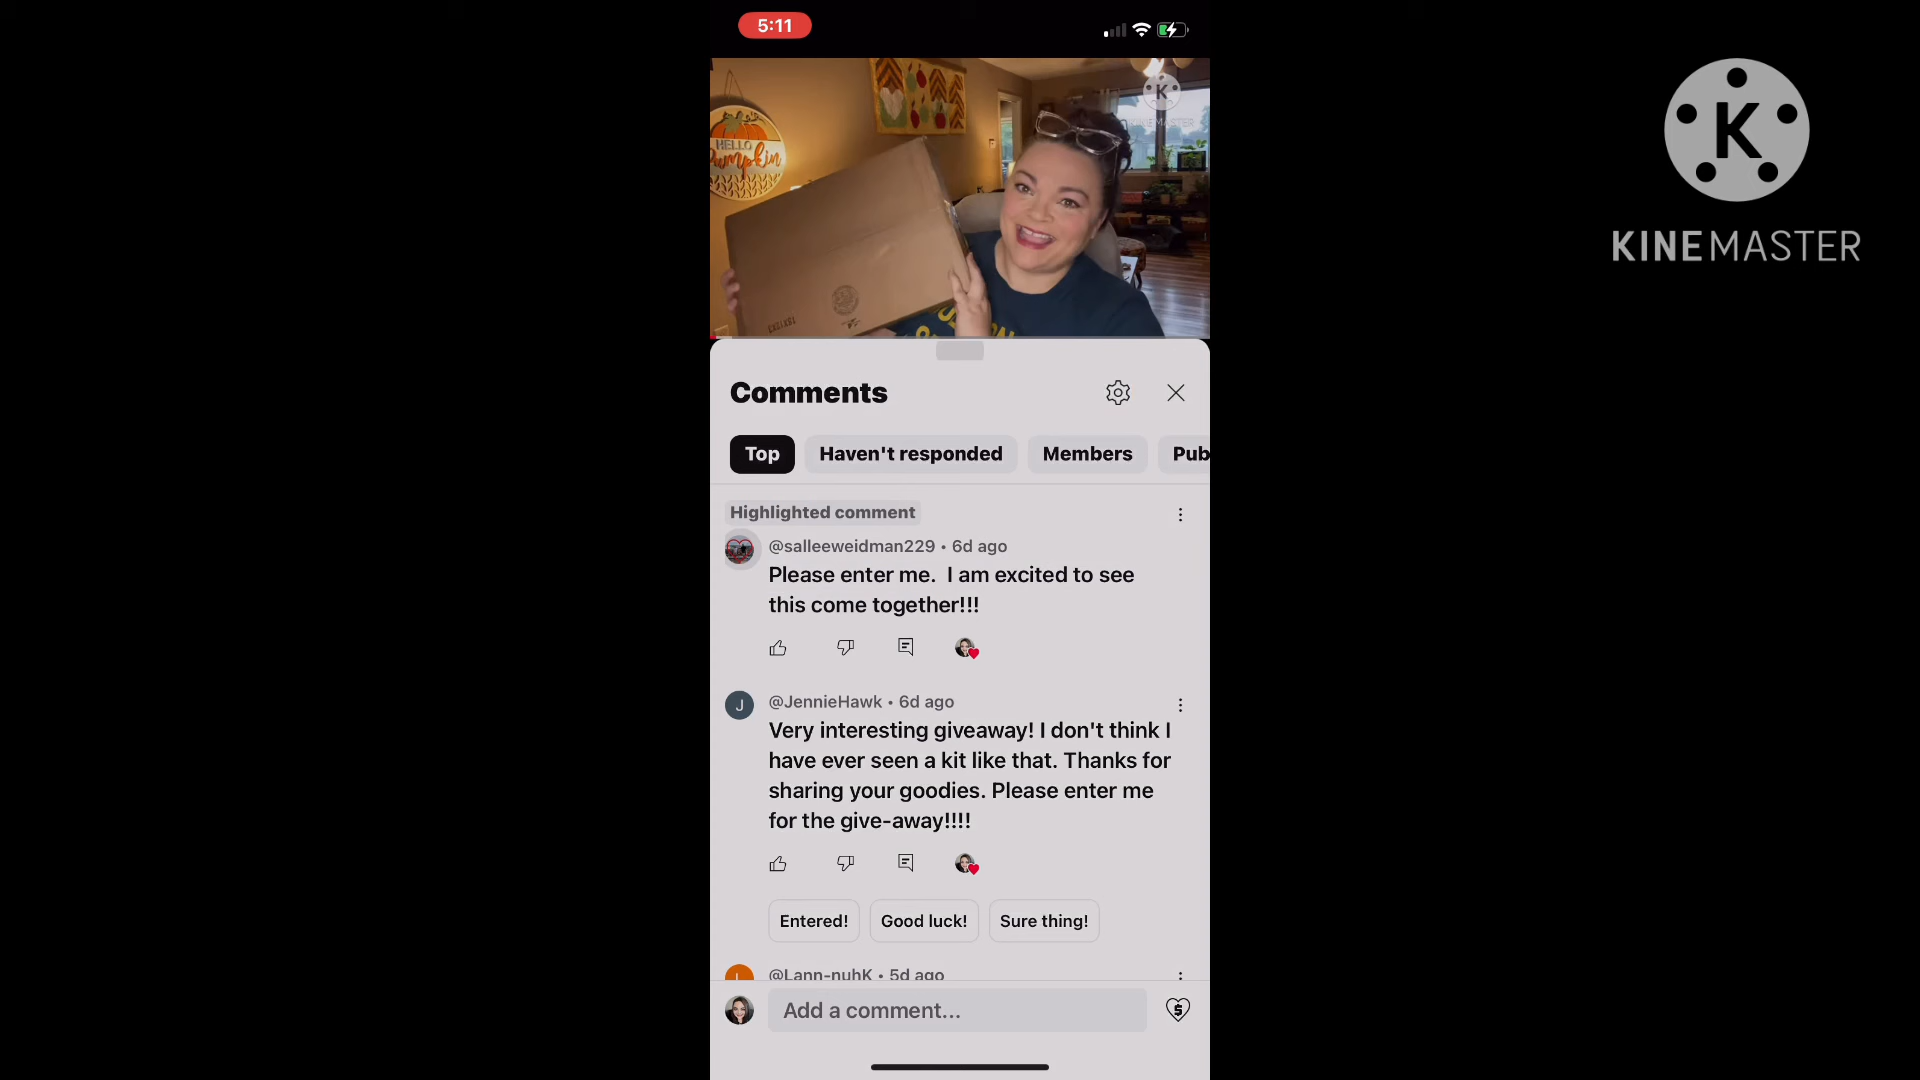 5:11
HELLO
Pumpkin
K
KINEMASTER
K
KINEMASTER
Comments
Top
Haven't responded
Members
Pub
Highlighted comment
@salleeweidman229 • 6d ago
Please enter me.  I am excited to see
this come together!!!
J
@JennieHawk • 6d ago
Very interesting giveaway! I don't think I
have ever seen a kit like that. Thanks for
sharing your goodies. Please enter me
for the give-away!!!!
Entered!
Good luck!
Sure thing!
@Lann-nuhK • 5d ago
Add a comment...
$